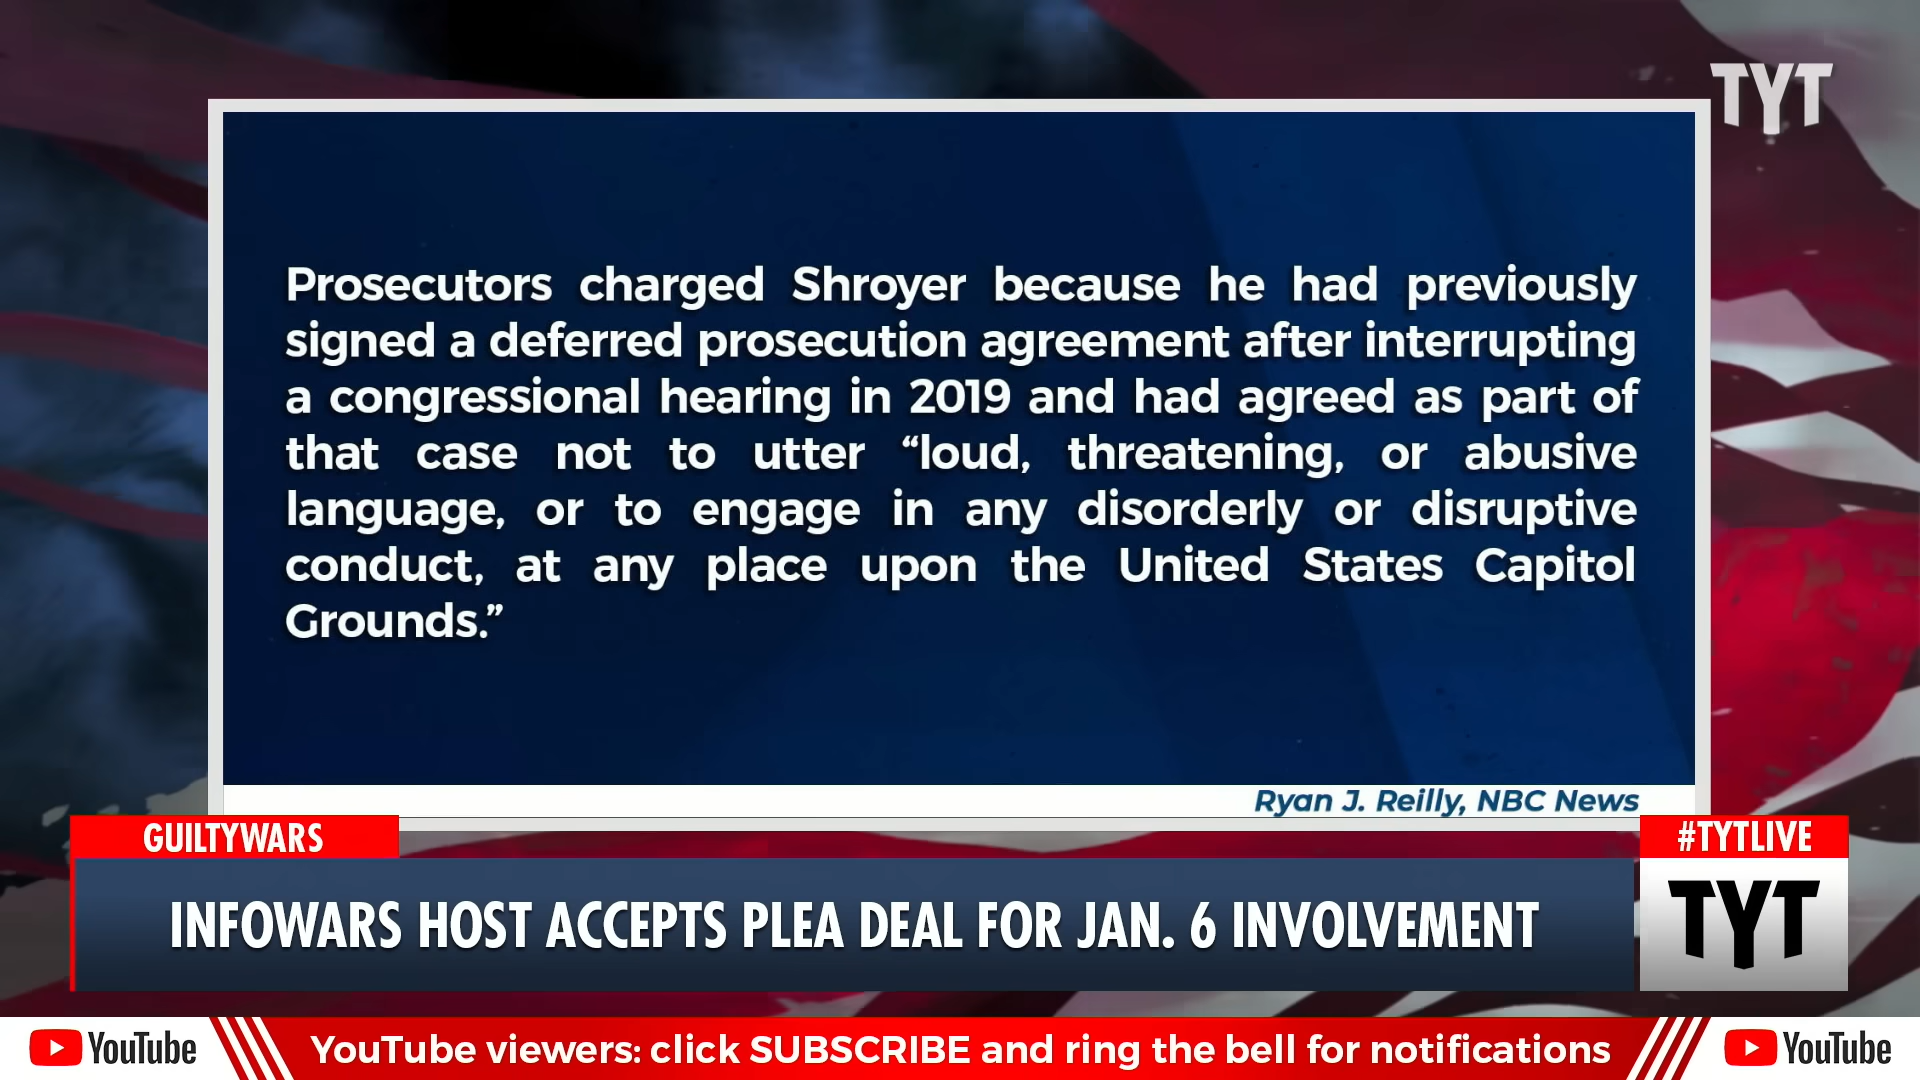 TYT
Prosecutors charged Shroyer because he had previously
signed a deferred prosecution agreement after interrupting
a congressional hearing in 2019 and had agreed as part of
that case not to utter “loud, threatening, or abusive
language, or to engage in any disorderly or disruptive
conduct, at any place upon the United States Capitol
Grounds.”
Ryan J. Reilly, NBC News
GUILTYWARS
#TYTLIVE
INFOWARS HOST ACCEPTS PLEA DEAL FOR JAN. 6 INVOLVEMENT
TYT
YouTube
YouTube viewers: click SUBSCRIBE and ring the bell for notifications
YouTube